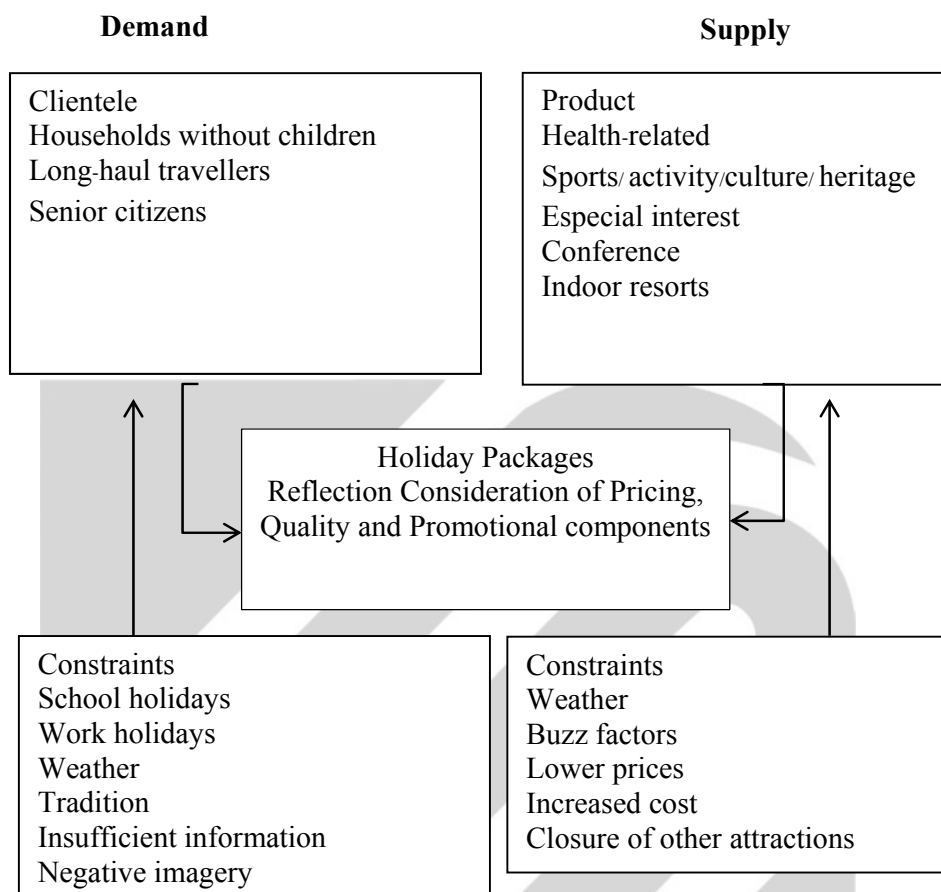 Demand
Supply
Clientele
Households without children
Long-haul travellers
Senior citizens
Product
Health-related
Sports/ activity/culture/ heritage
Especial interest
Conference
Indoor resorts
Holiday Packages
Reflection Consideration of Pricing,
Quality and Promotional components
Constraints
School holidays
Work holidays
Weather
Tradition
Insufficient information
Negative imagery
Constraints
Weather
Buzz factors
Lower prices
Increased cost
Closure of other attractions